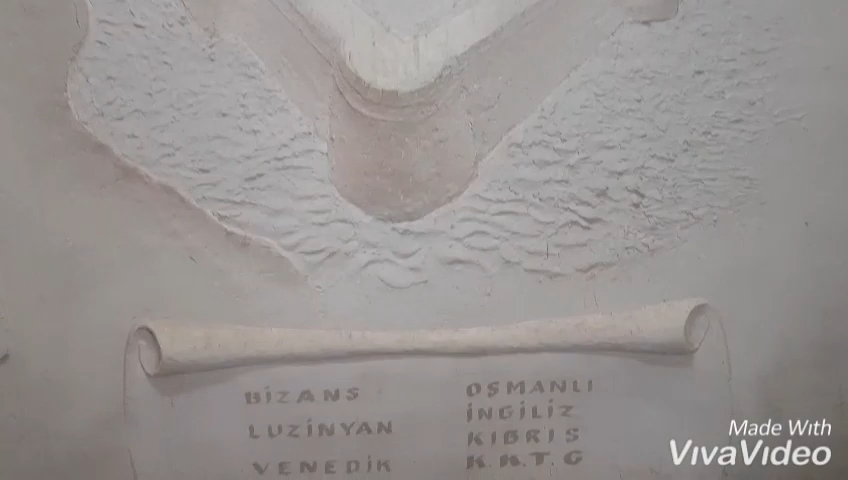 BİZANS
LUZİNYAN
VENEDİK
OSMANLI
İNGİLİZ
KIBRIS
K.K.T.C
Made With
VivaVideo